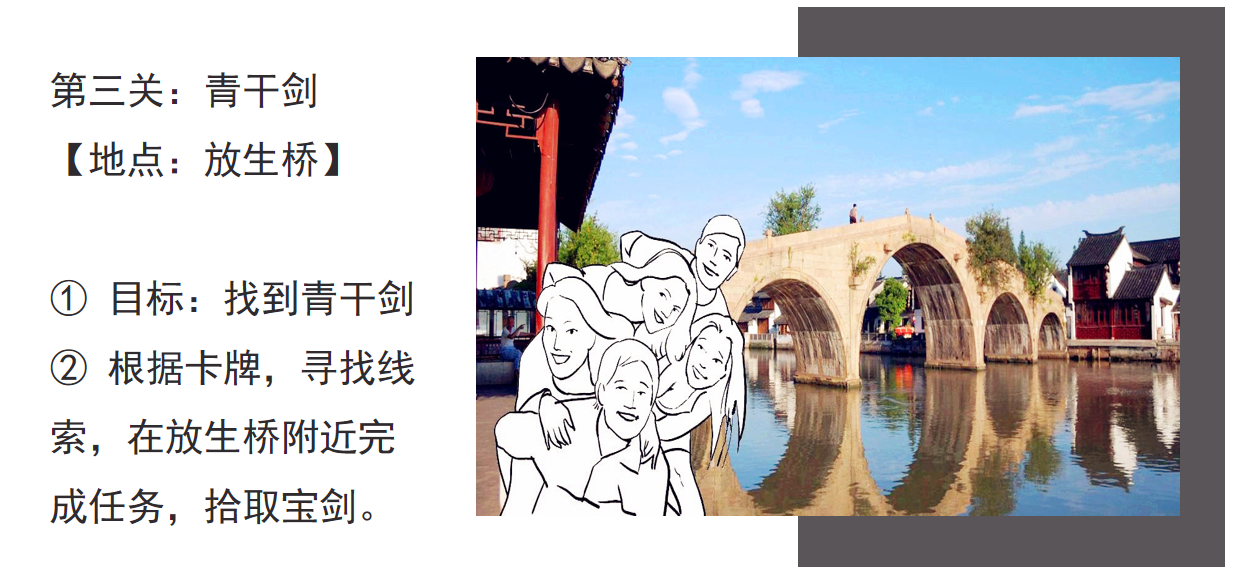 第三关：青干剑
【地点：放生桥】
① 目标：找到青干剑
② 根据卡牌，寻找线
索，在放生桥附近完
成任务，拾取宝剑。